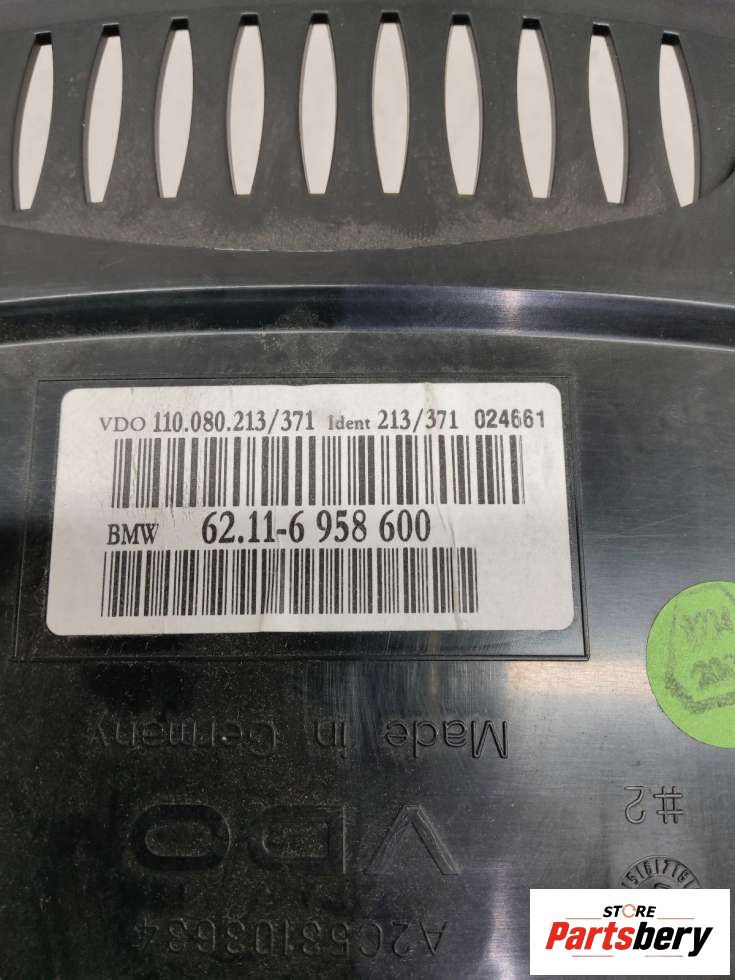 VDO 110.080.213/371 Ident 213/371 024661
BMW 62.11-6 958 600
Made in Germany
#2
VDO
A2C53103634
STORE
Partsbery